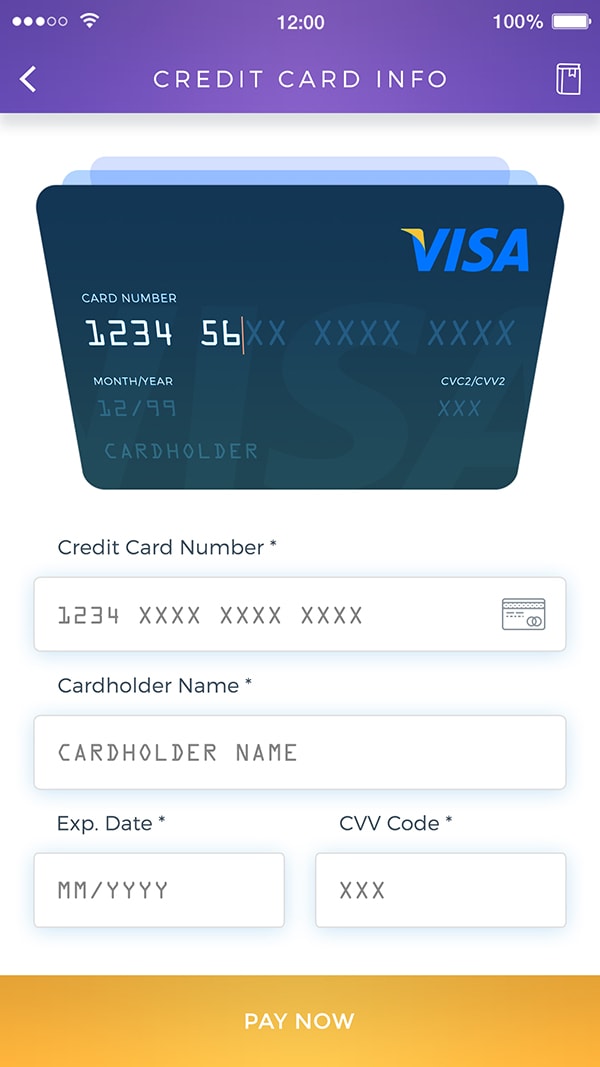 12:00 100%
CREDIT CARD INFO
VISA
CARD NUMBER
1234 56XX XXXX XXXX
MONTH/YEAR CVC2/CVV2
12/99 XXX
CARDHOLDER
VISA
Credit Card Number *
1234 XXXX XXXX XXXX
Cardholder Name *
CARDHOLDER NAME
Exp. Date * CVV Code *
MM/YYYY XXX
PAY NOW